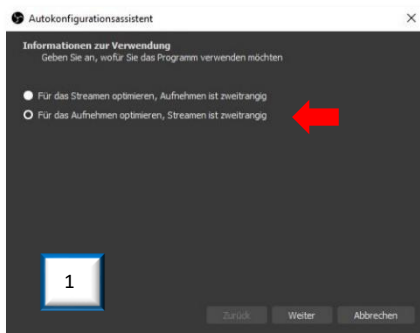 Autokonfigurationsassistent
Informationen zur Verwendung
Geben Sie an, wofür Sie das Programm verwenden möchten
Für das Streamen optimieren, Aufnehmen ist zweitrangig
Für das Aufnehmen optimieren, Streamen ist zweitrangig
1
Zurück Weiter Abbrechen